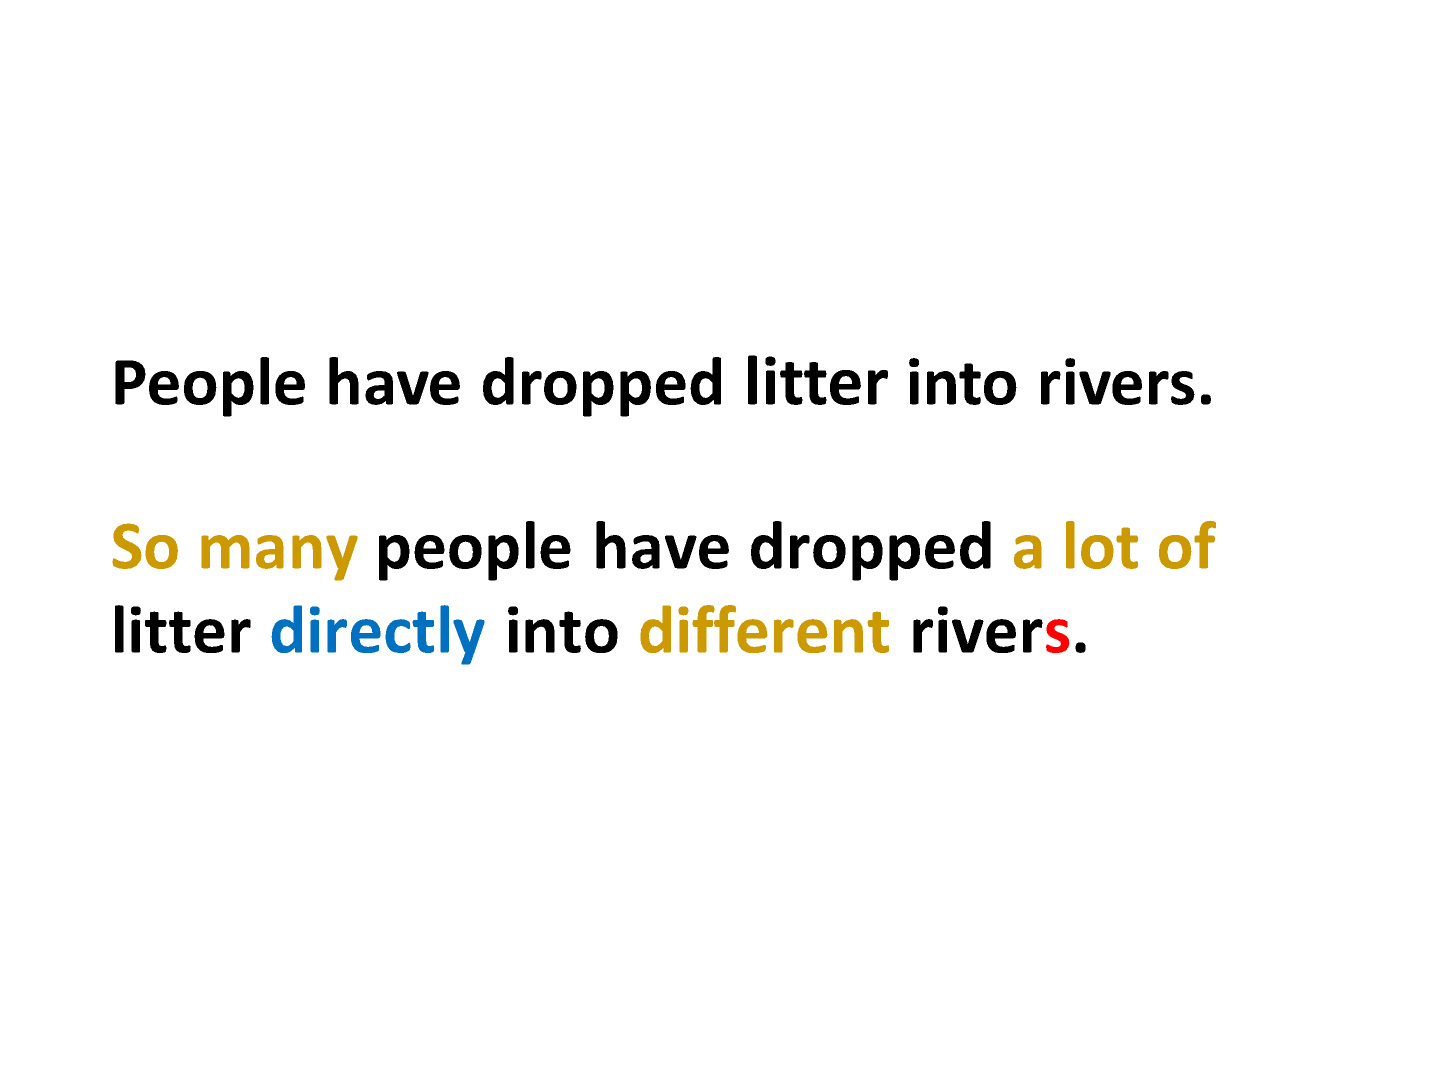 People have dropped litter into rivers.
So many people have dropped a lot of
litter directly into different rivers.